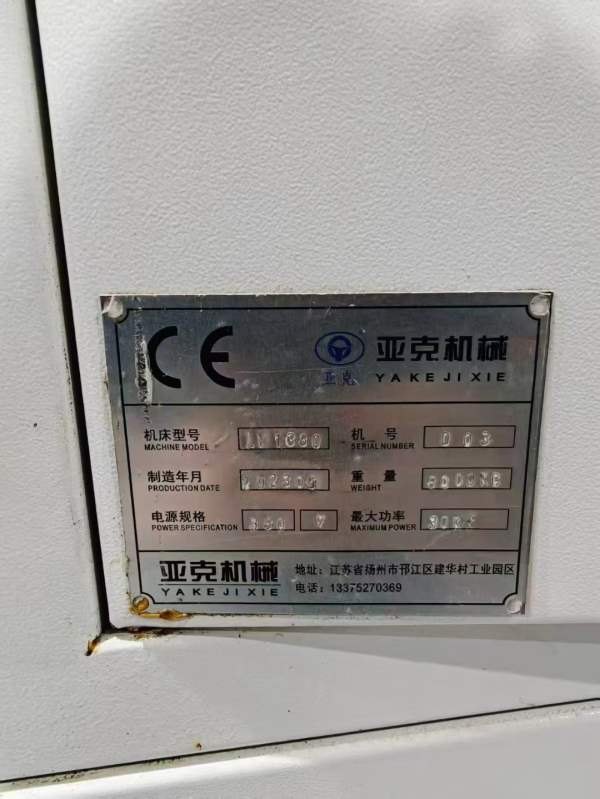 CE 亚克 亚克机械
YAKEJIXIE
机床型号 机号 003
MACHINE MODEL SERIAL NUMBER
制造年月 重量
PRODUCTION DATE WEIGHT
电源规格 V 最大功率
POWER SPECIFICATION MAXIMUM POWER
亚克机械 地址：江苏省扬州市邗江区建华村工业园区
YAKEJIXIE 电话：13375270369